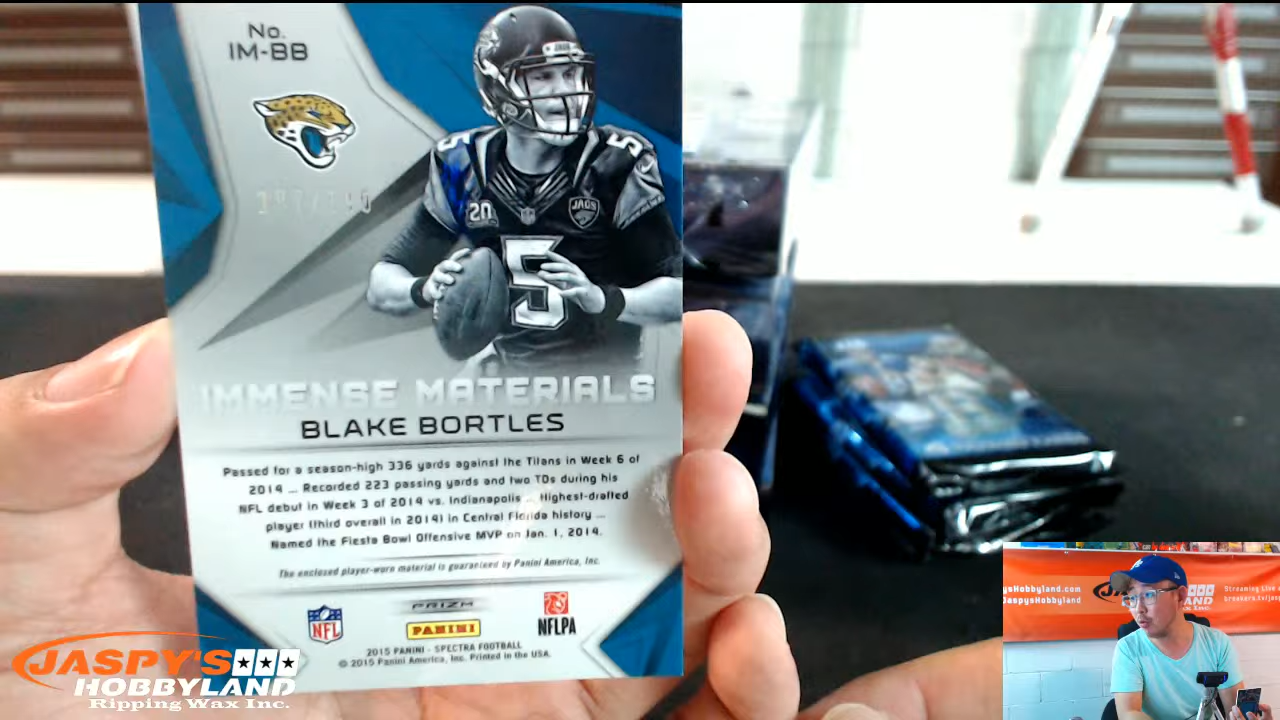 No.
IM-BB
20
JAGS
5
5
5
IMMENSE MATERIALS
BLAKE BORTLES
Passed for a season-high 336 yards against the Titans in Week 6 of
2014 ... Recorded 223 passing yards and two TDs during his
NFL debut in Week 3 of 2014 vs. Indianapolis ... Highest-drafted
player (third overall in 2014) in Central Florida history ...
Named the Fiesta Bowl Offensive MVP on Jan. 1, 2014.
The enclosed player-worn material is guaranteed by Panini America, Inc.
NFL
PRIZM
PANINI
NFLPA
2015 PANINI - SPECTRA FOOTBALL
© 2015 Panini America, Inc. Printed in the USA.
JASPY'S
HOBBYLAND
Ripping Wax Inc.